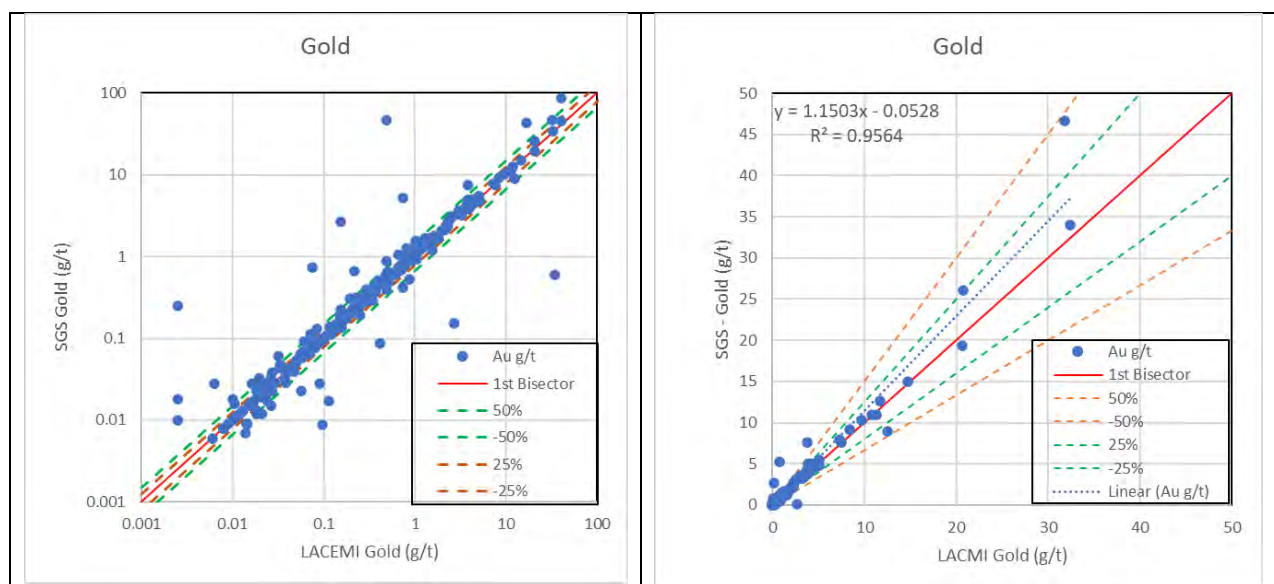 Gold
100
10
1
0.1
0.01
0.001
SGS Gold (g/t)
Au g/t
1st Bisector
50%
-50%
25%
-25%
0.001 0.01 0.1 1 10 100
LACEMI Gold (g/t)
Gold
y = 1.1503x - 0.0528
R² = 0.9564
50
45
40
35
30
25
20
15
10
5
0
SGS - Gold (g/t)
Au g/t
1st Bisector
50%
-50%
25%
-25%
Linear (Au g/t)
0 10 20 30 40 50
LACMI Gold (g/t)